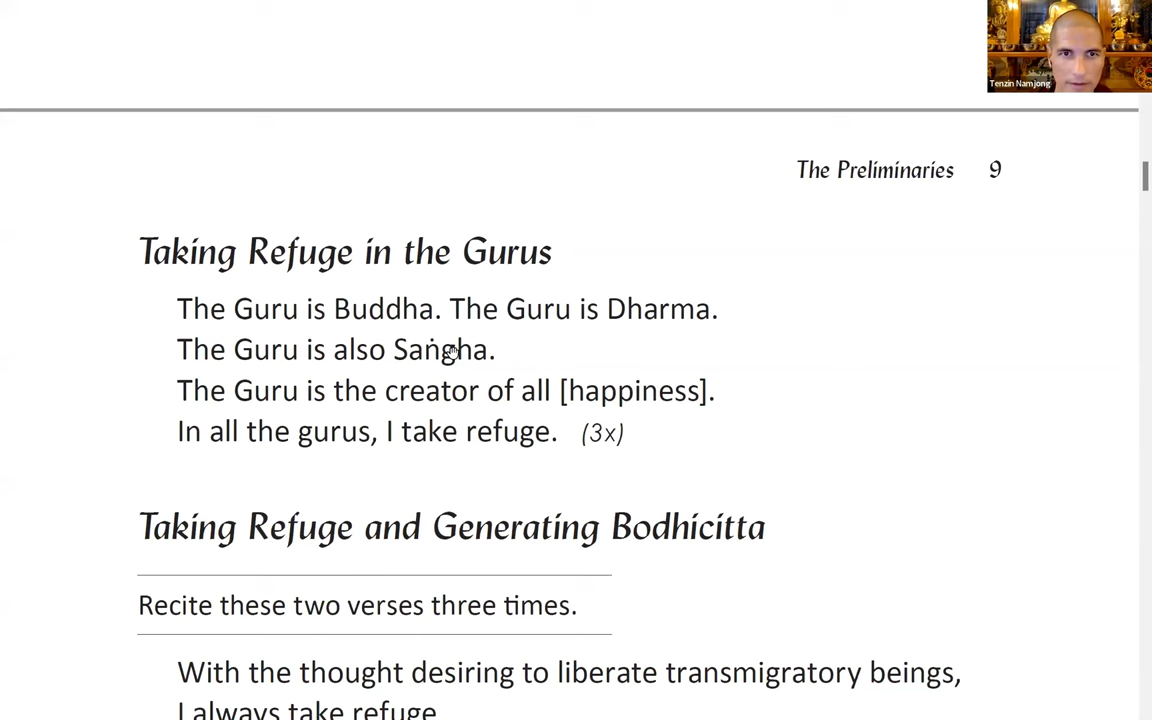 Tenzin Namjong
The Preliminaries 9
Taking Refuge in the Gurus
The Guru is Buddha. The Guru is Dharma.
The Guru is also Saṅgha.
The Guru is the creator of all [happiness].
In all the gurus, I take refuge. (3x)
Taking Refuge and Generating Bodhicitta
Recite these two verses three times.
With the thought desiring to liberate transmigratory beings,
I always take refuge